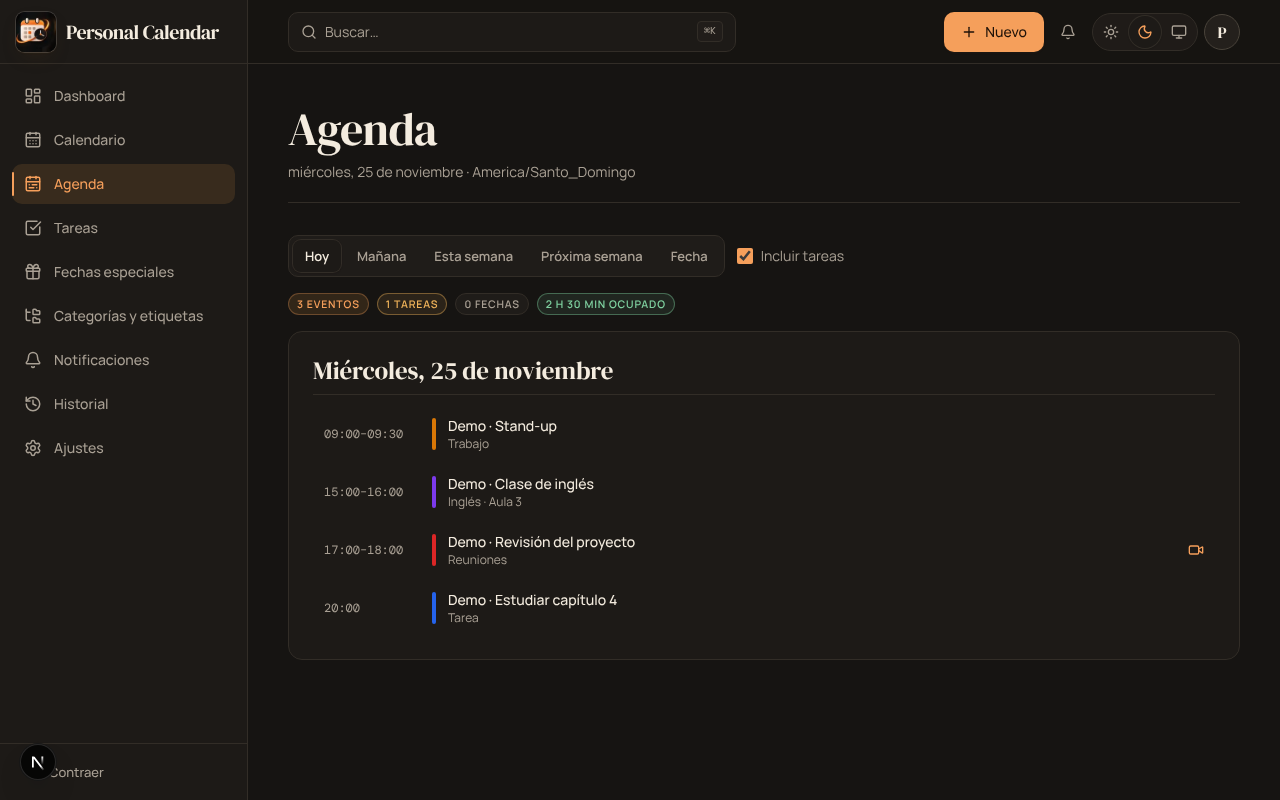 Personal Calendar
Buscar...
⌘K
Nuevo
P
Dashboard
Calendario
Agenda
Tareas
Fechas especiales
Categorías y etiquetas
Notificaciones
Historial
Ajustes
N
Contraer
Agenda
miércoles, 25 de noviembre · America/Santo_Domingo
Hoy
Mañana
Esta semana
Próxima semana
Fecha
Incluir tareas
3 EVENTOS
1 TAREAS
0 FECHAS
2 H 30 MIN OCUPADO
Miércoles, 25 de noviembre
09:00–09:30
Demo · Stand-up
Trabajo
15:00–16:00
Demo · Clase de inglés
Inglés · Aula 3
17:00–18:00
Demo · Revisión del proyecto
Reuniones
20:00
Demo · Estudiar capítulo 4
Tarea